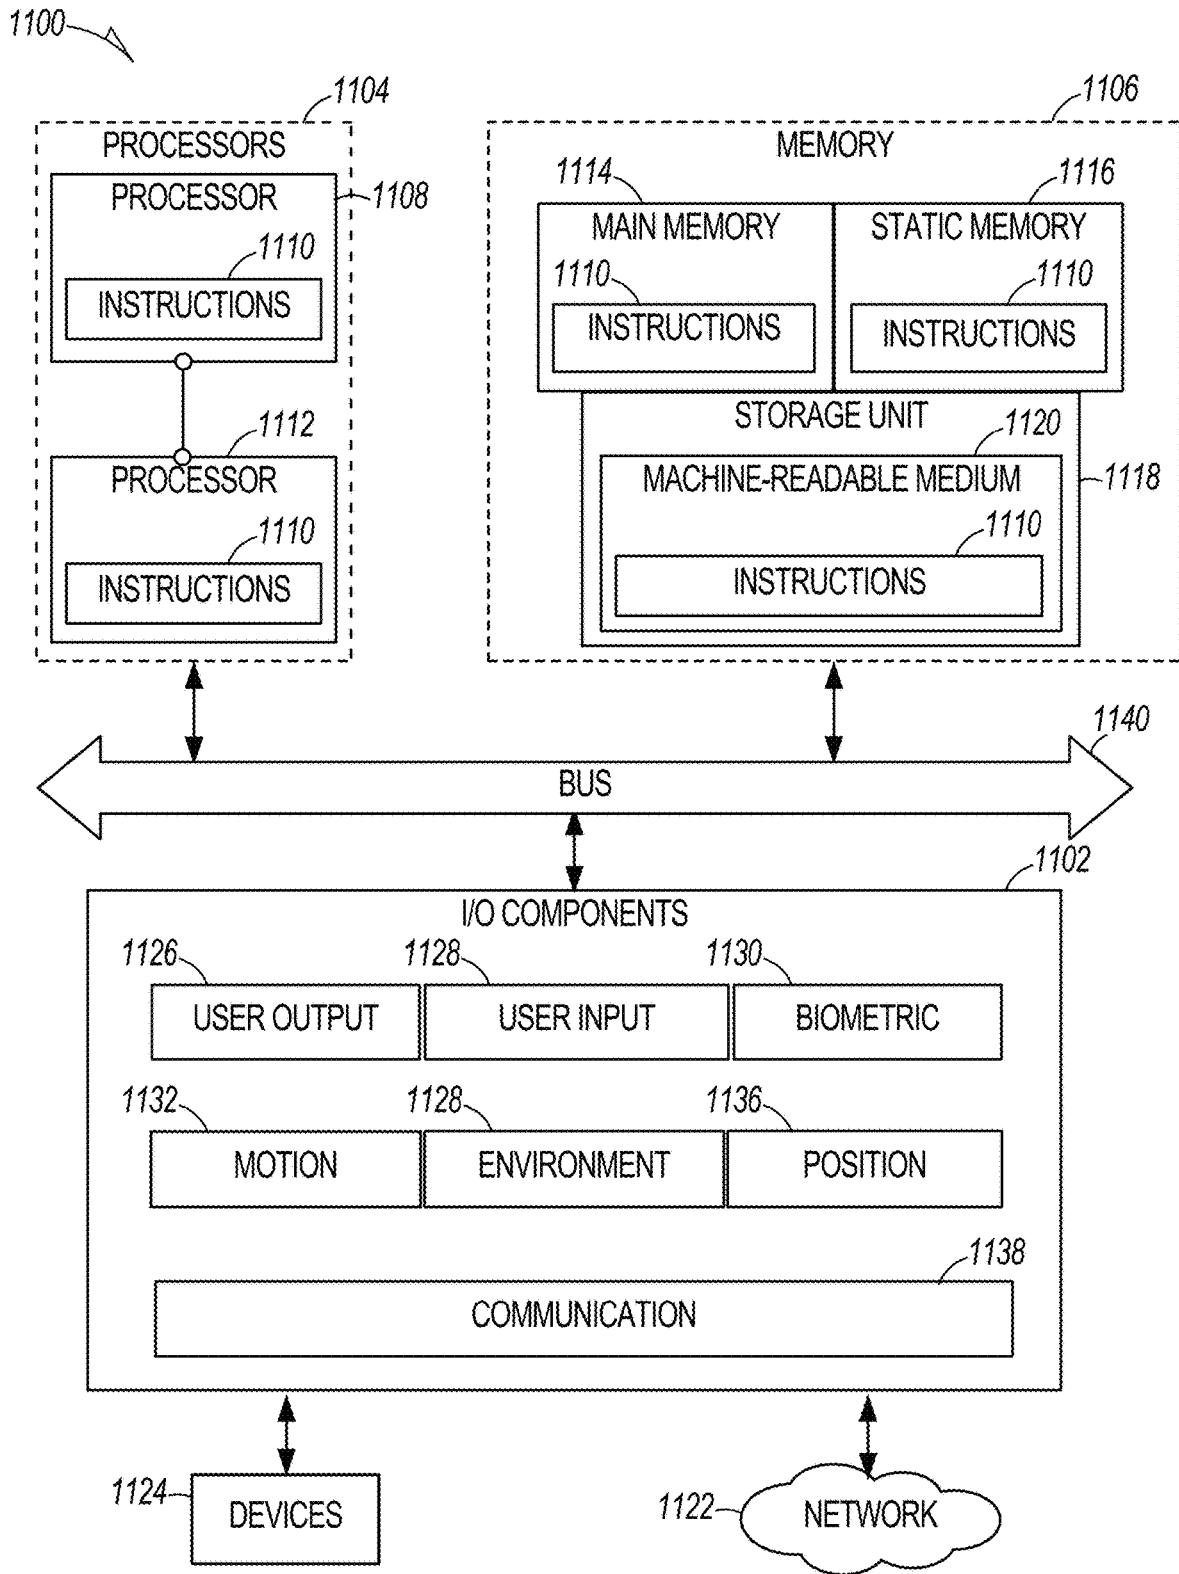 1100
1104
PROCESSORS
PROCESSOR
1108
1110
INSTRUCTIONS
1112
PROCESSOR
1110
INSTRUCTIONS
1106
MEMORY
1114
MAIN MEMORY
1110
INSTRUCTIONS
1116
STATIC MEMORY
1110
INSTRUCTIONS
STORAGE UNIT
1118
1120
MACHINE-READABLE MEDIUM
1110
INSTRUCTIONS
1140
BUS
1102
I/O COMPONENTS
1126
USER OUTPUT
1128
USER INPUT
1130
BIOMETRIC
1132
MOTION
1128
ENVIRONMENT
1136
POSITION
1138
COMMUNICATION
1124
DEVICES
1122
NETWORK